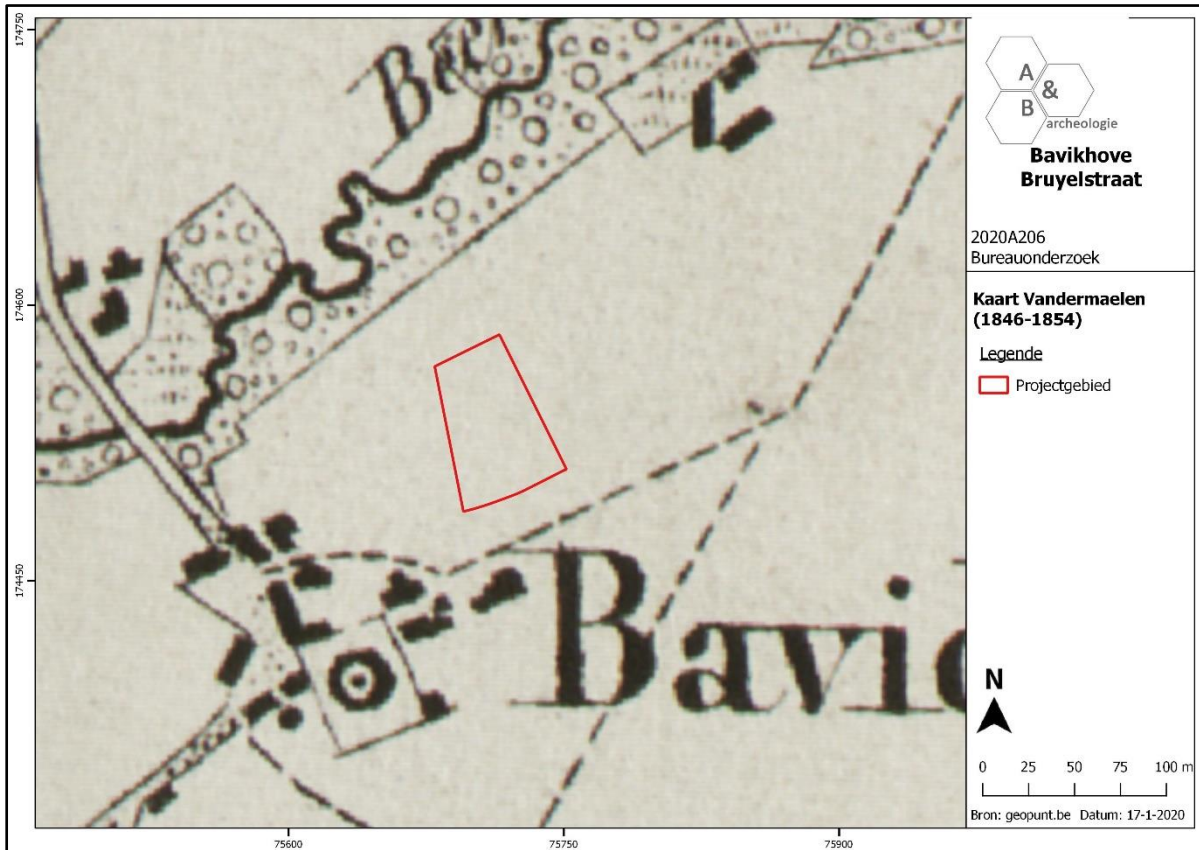 174750
174600
174450
75600
75750
75900
Bavi
A
&
B
archeologie
Bavikhove
Bruyelstraat
2020A206
Bureauonderzoek
Kaart Vandermaelen
(1846-1854)
Legende
Projectgebied
N
0 25 50 75 100 m
Bron: geopunt.be Datum: 17-1-2020